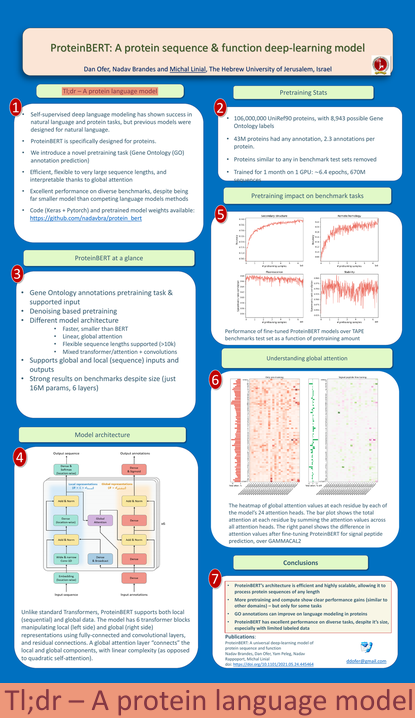 ProteinBERT: A protein sequence & function deep-learning model
Dan Ofer, Nadav Brandes and Michal Linial, The Hebrew University of Jerusalem, Israel
1
Tl;dr – A protein language model
• Self-supervised deep language modeling has shown success in
natural language and protein tasks, but previous models were
designed for natural language.
• ProteinBERT is specifically designed for proteins.
• We introduce a novel pretraining task (Gene Ontology (GO)
annotation prediction)
• Efficient, flexible to very large sequence lengths, and
interpretable thanks to global attention
• Excellent performance on diverse benchmarks, despite being
far smaller model than competing language models methods
• Code (Keras + Pytorch) and pretrained model weights available:
https://github.com/nadavbra/protein_bert
2
Pretraining Stats
• 106,000,000 UniRef90 proteins, with 8,943 possible Gene
Ontology labels
• 43M proteins had any annotation, 2.3 annotations per
protein.
• Proteins similar to any in benchmark test sets removed
• Trained for 1 month on 1 GPU: ~6.4 epochs, 670M
3
ProteinBERT at a glance
• Gene Ontology annotations pretraining task &
supported input
• Denoising based pretraining
• Different model architecture
• Faster, smaller than BERT
• Linear, global attention
• Flexible sequence lengths supported (>10k)
• Mixed transformer/attention + convolutions
• Supports global and local (sequence) inputs and
outputs
• Strong results on benchmarks despite size (just
16M params, 6 layers)
4
Model architecture
Output sequence
Output annotations
Local representations
Global representations
Add & Norm
Add & Norm
Dense
Global
Attention
Dense
Add & Norm
Add & Norm
Dense
Input sequence
Input annotations
Unlike standard Transformers, ProteinBERT supports both local
(sequential) and global data. The model has 6 transformer blocks
manipulating local (left side) and global (right side)
representations using fully-connected and convolutional layers,
and residual connections. A global attention layer "connects" the
local and global components, with linear complexity (as opposed
to quadratic self-attention).
5
Pretraining impact on benchmark tasks
Secondary structure
Remote homology
Fluorescence
Stability
Performance of fine-tuned ProteinBERT models over TAPE
benchmarks test set as a function of pretraining amount
6
Understanding global attention
The heatmap of global attention values at each residue by each of
the model's 24 attention heads. The bar plot shows the total
attention at each residue by summing the attention values across
all attention heads. The right panel shows the difference in
attention values after fine-tuning ProteinBERT for signal peptide
prediction, over GAMMACAL2
Conclusions
7
• ProteinBERT's architecture is efficient and highly scalable, allowing it to
process protein sequences of any length
• More pretraining and compute show clear performance gains (similar to
other domains) – but only for some tasks
• GO annotations can improve on language modeling in proteins
• ProteinBERT has excellent performance on diverse tasks, despite it's size,
especially with limited labeled data
Publications:
ProteinBERT: A universal deep-learning model of
protein sequence and function
Nadav Brandes, Dan Ofer, Yam Peleg, Nadav
Rappoport, Michal Linial
doi: https://doi.org/10.1101/2021.05.24.445464
ddofer@gmail.com
Tl;dr – A protein language model